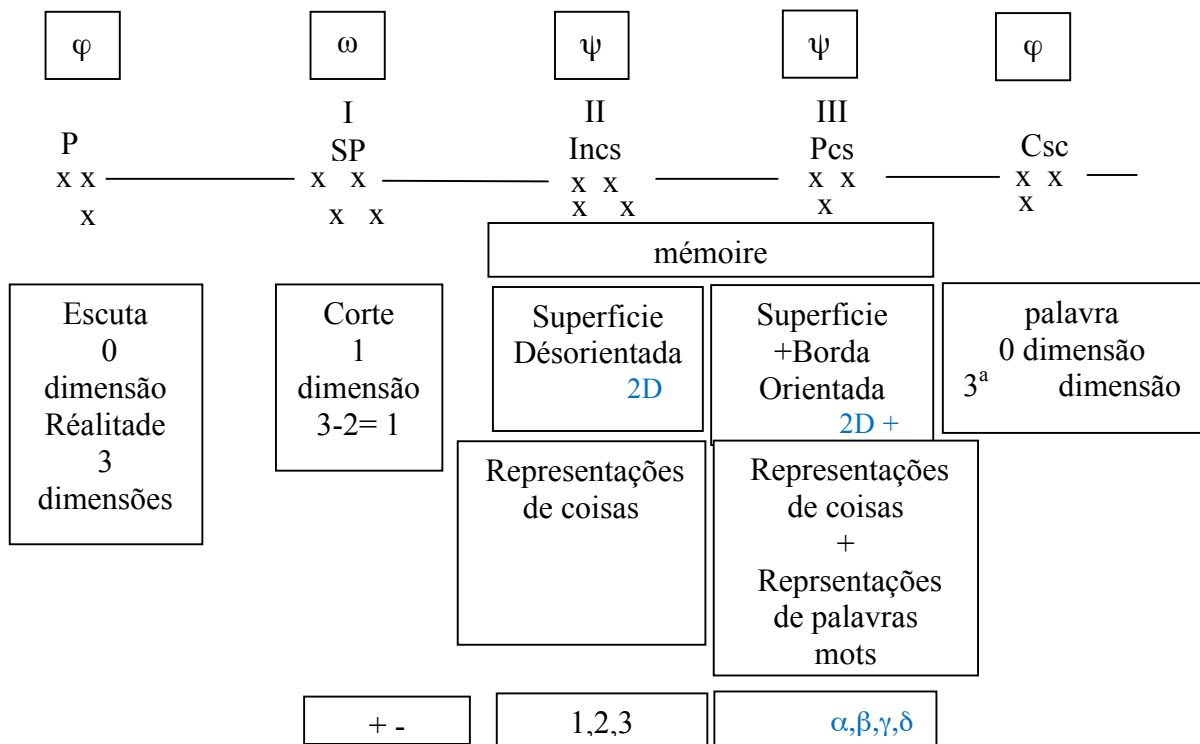 φ ω ψ ψ φ
I II III
P SP Incs Pcs Csc
x x x x x x x x x x
x x x x x x x
mémoire
Escuta
0
dimensão
Réalitade
3
dimensões
Corte
1
dimensão
3-2= 1
Superficie
Désorientada
2D
Superficie
+Borda
Orientada
2D +
palavra
0 dimensão
3ª dimensão
Representações
de coisas
Representações
de coisas
+
Reprsentações
de palavras
mots
+ -
1,2,3
α,β,γ,δ